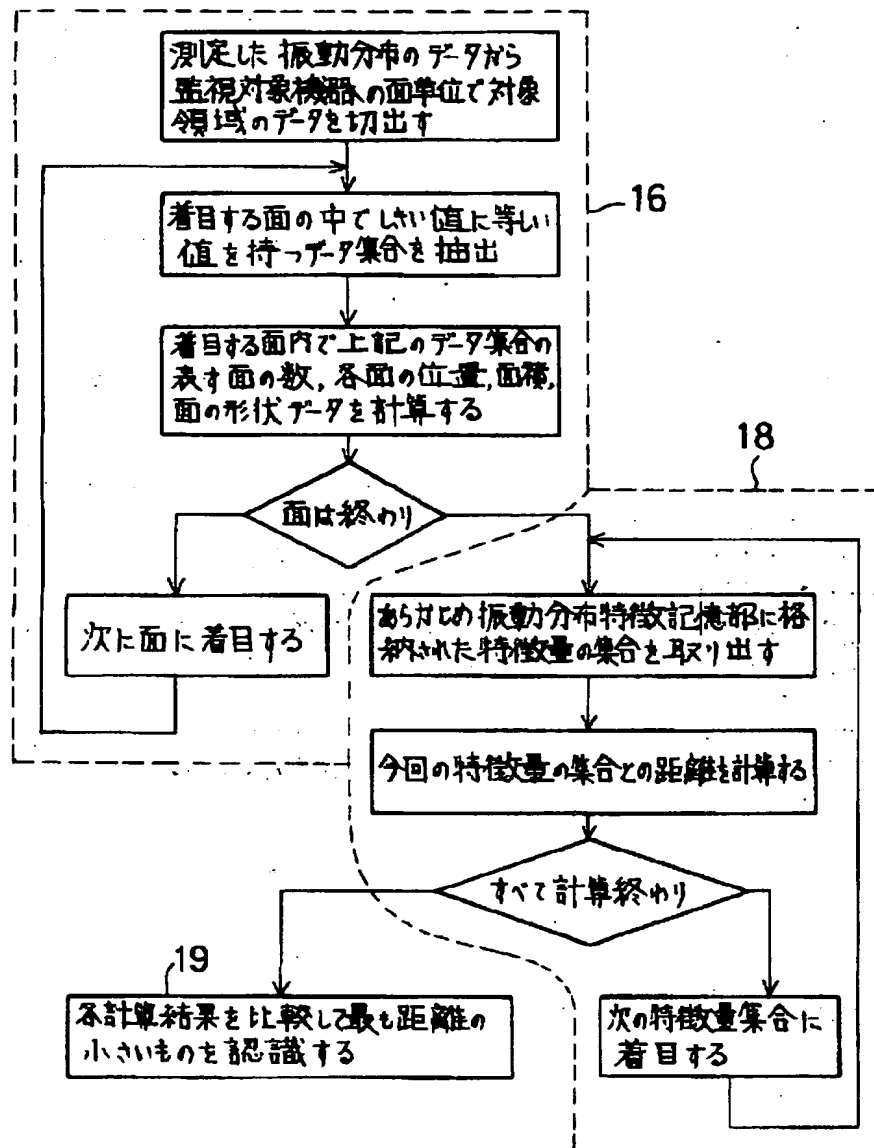 測定した振動分布のデータから
監視対象機器への面単位で対象
領域のデータを切出す
16
着目する面の中でしきい値に等しい
値を持つデータ集合を抽出
着目する面内で上記のデータ集合の
表す面の数,各面の位置,面積,
面の形状データを計算する
18
面は終わり
次に面に着目する
あらかじめ振動分布特徴記憶部に格
納された特徴量の集合を取り出す
今回の特徴量の集合との距離を計算する
すべて計算終わり
19
各計算結果を比較して最も距離の
小さいものを認識する
次の特徴量集合に
着目する